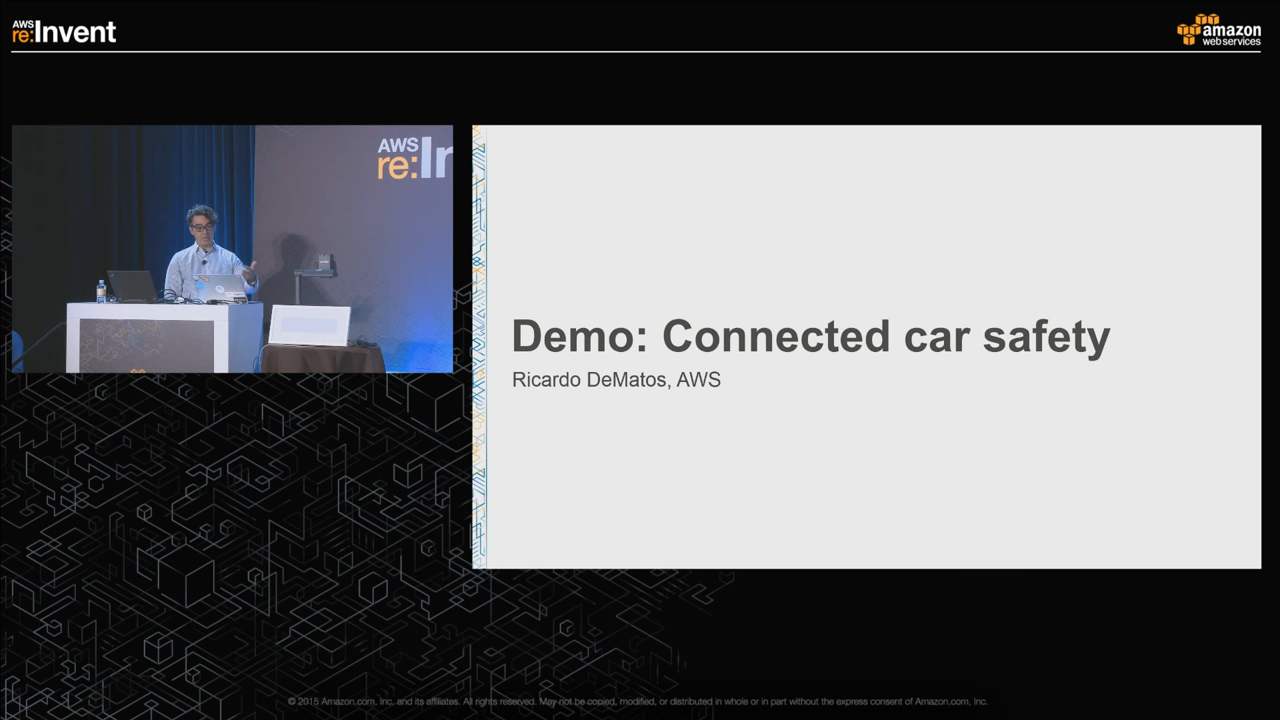 AWS
re:Invent
amazon
webservices
AWS
re:In
Demo: Connected car safety
Ricardo DeMatos, AWS
© 2015 Amazon.com, Inc. and its affiliates. All rights reserved. May not be copied, modified, or distributed in whole or in part without the express consent of Amazon.com, Inc.